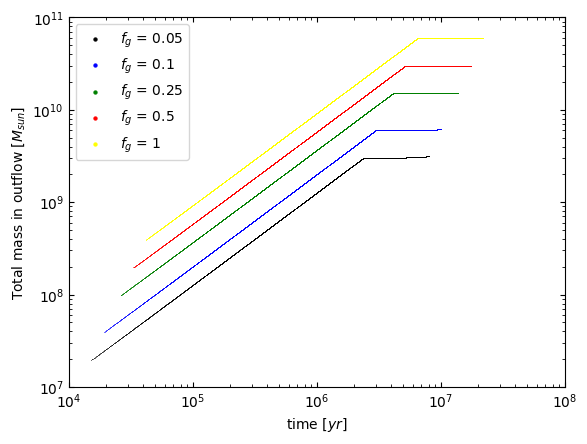 10^11
10^10
10^9
10^8
10^7
Total mass in outflow [M_sun]
f_g = 0.05
f_g = 0.1
f_g = 0.25
f_g = 0.5
f_g = 1
10^4 10^5 10^6 10^7 10^8
time [yr]